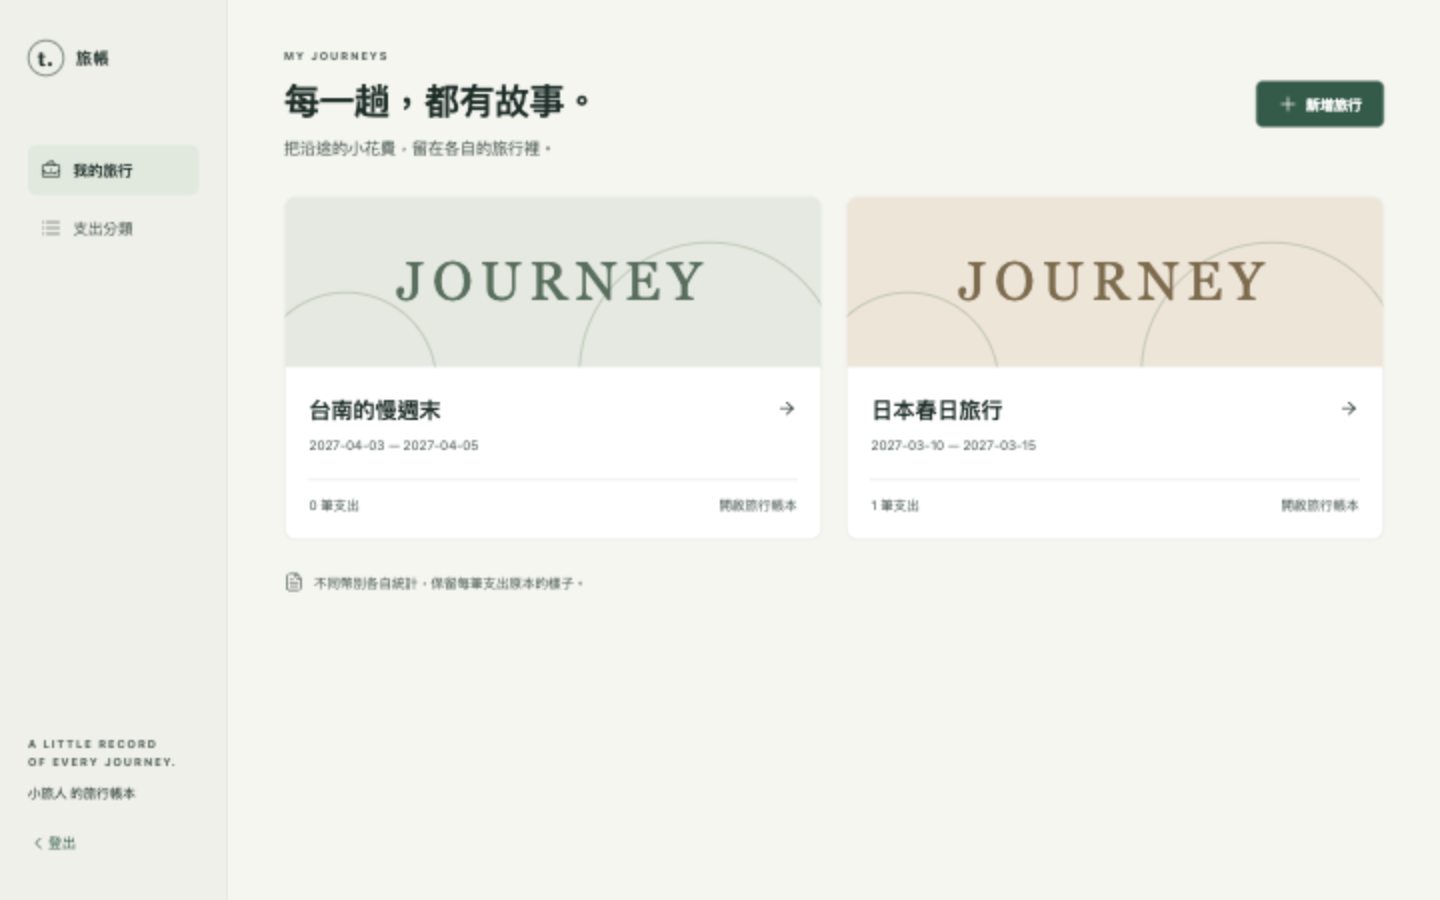 t. 旅帳
我的旅行
支出分類
A LITTLE RECORD
OF EVERY JOURNEY.
小旅人 的旅行帳本
登出
MY JOURNEYS
每一趟，都有故事。
把沿途的小花費，留在各自的旅行裡。
新增旅行
JOURNEY
台南的慢週末
2027-04-03 — 2027-04-05
0 筆支出
開啟旅行帳本
JOURNEY
日本春日旅行
2027-03-10 — 2027-03-15
1 筆支出
開啟旅行帳本
不同幣別各自統計，保留每筆支出原本的樣子。